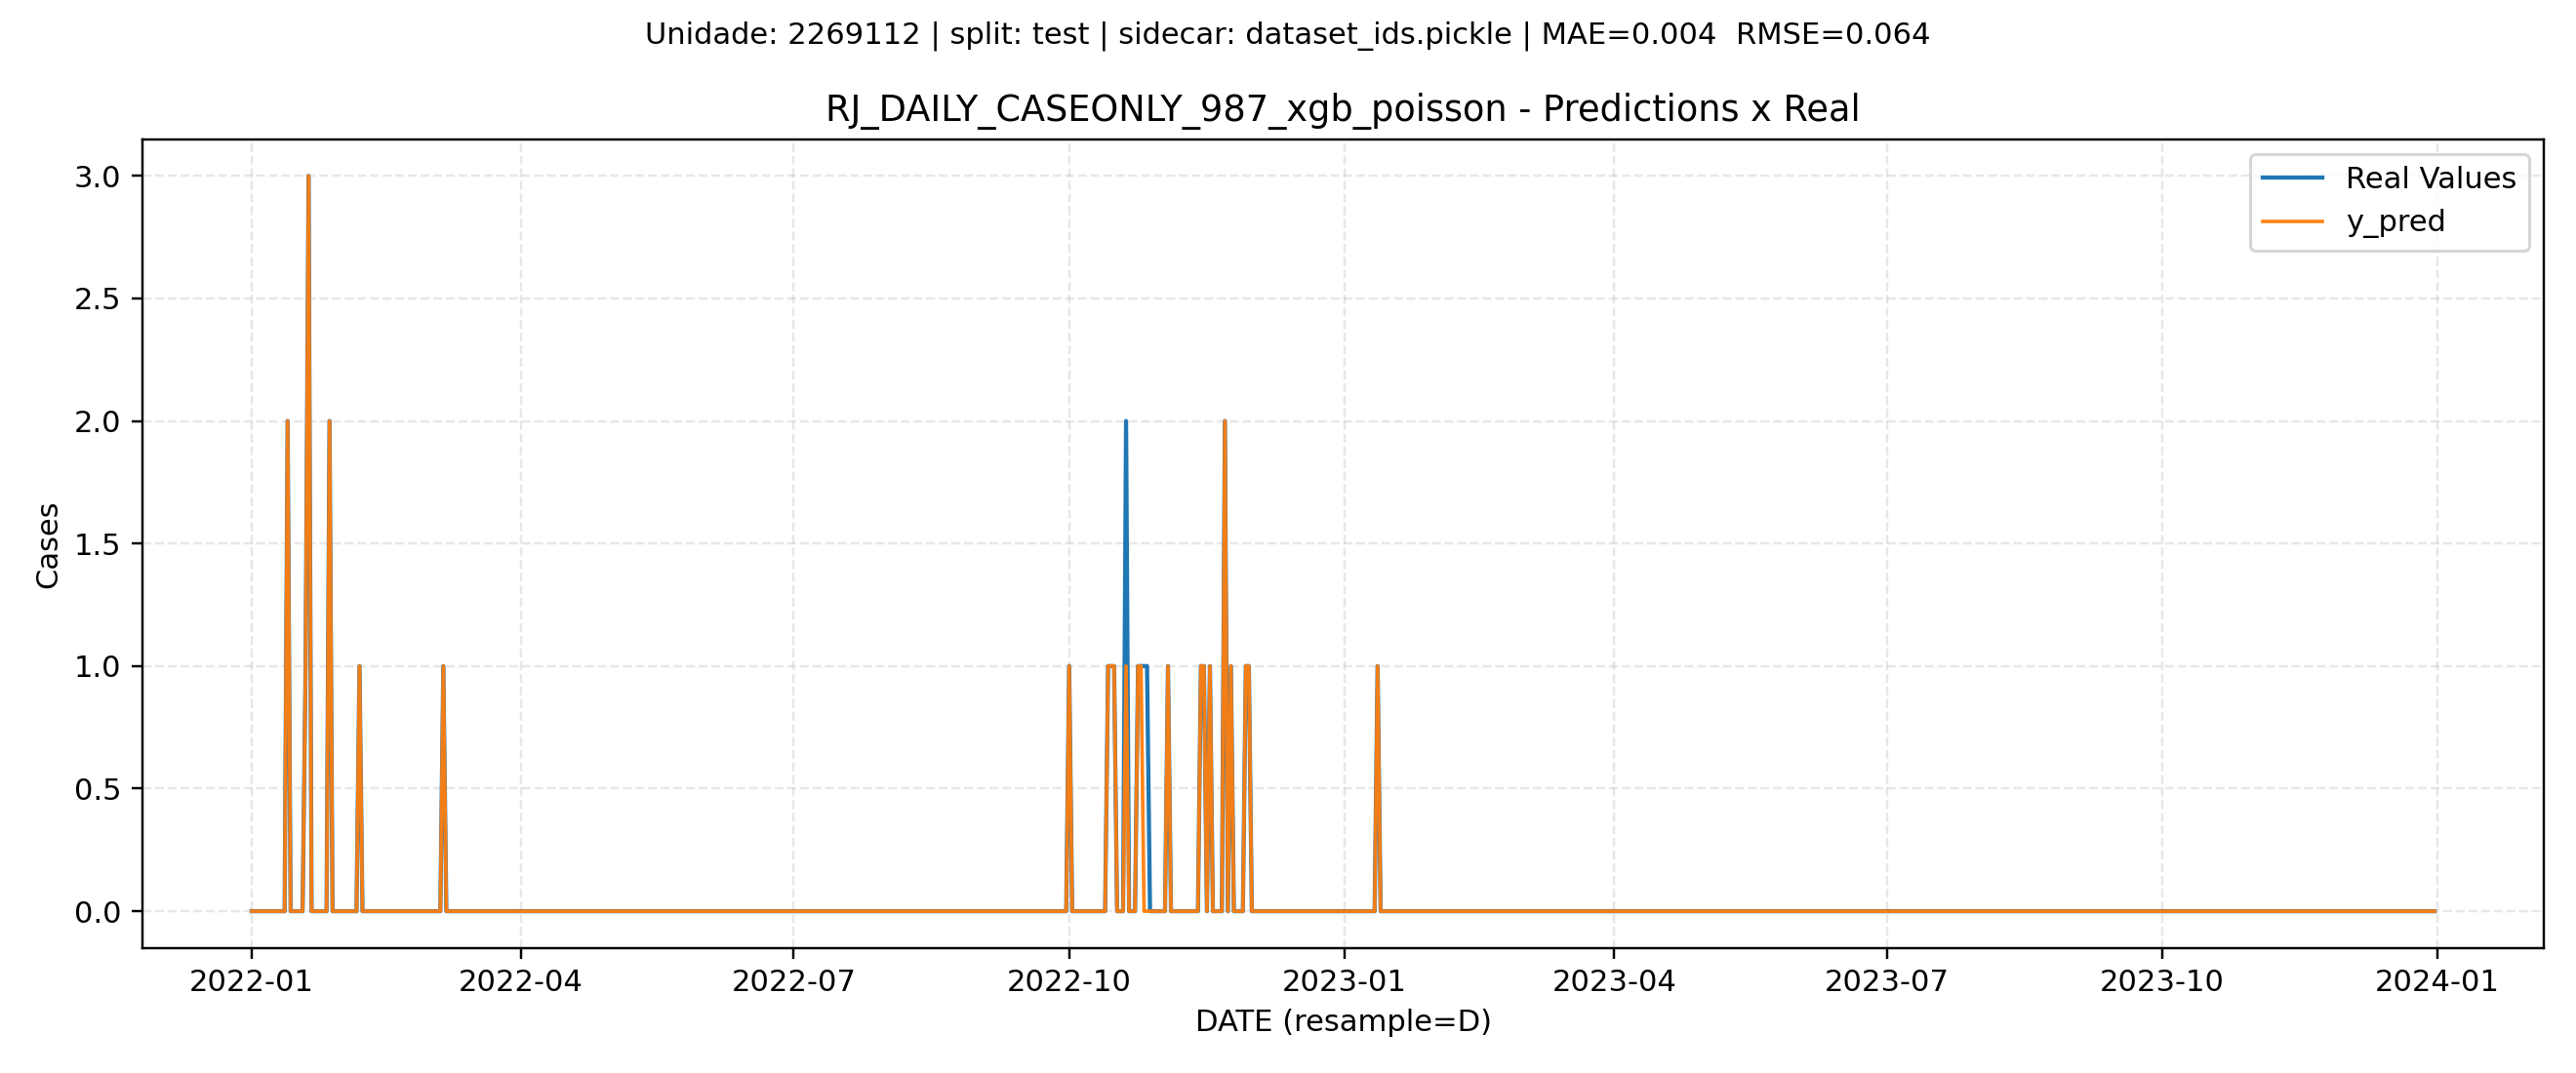 Unidade: 2269112 | split: test | sidecar: dataset_ids.pickle | MAE=0.004  RMSE=0.064
RJ_DAILY_CASEONLY_987_xgb_poisson - Predictions x Real
Real Values
y_pred
Cases
3.0
2.5
2.0
1.5
1.0
0.5
0.0
2022-01 2022-04 2022-07 2022-10 2023-01 2023-04 2023-07 2023-10 2024-01
DATE (resample=D)